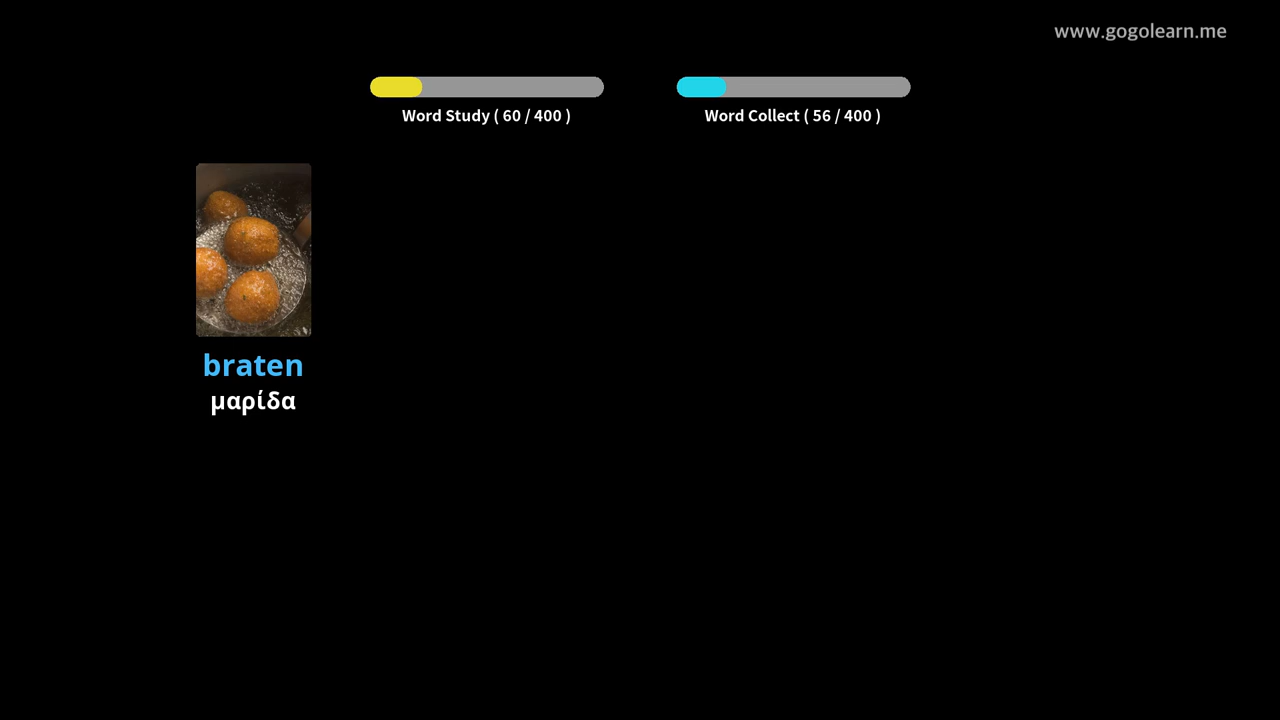 www.gogolearn.me
Word Study ( 60 / 400 )
Word Collect ( 56 / 400 )
braten
μαρίδα